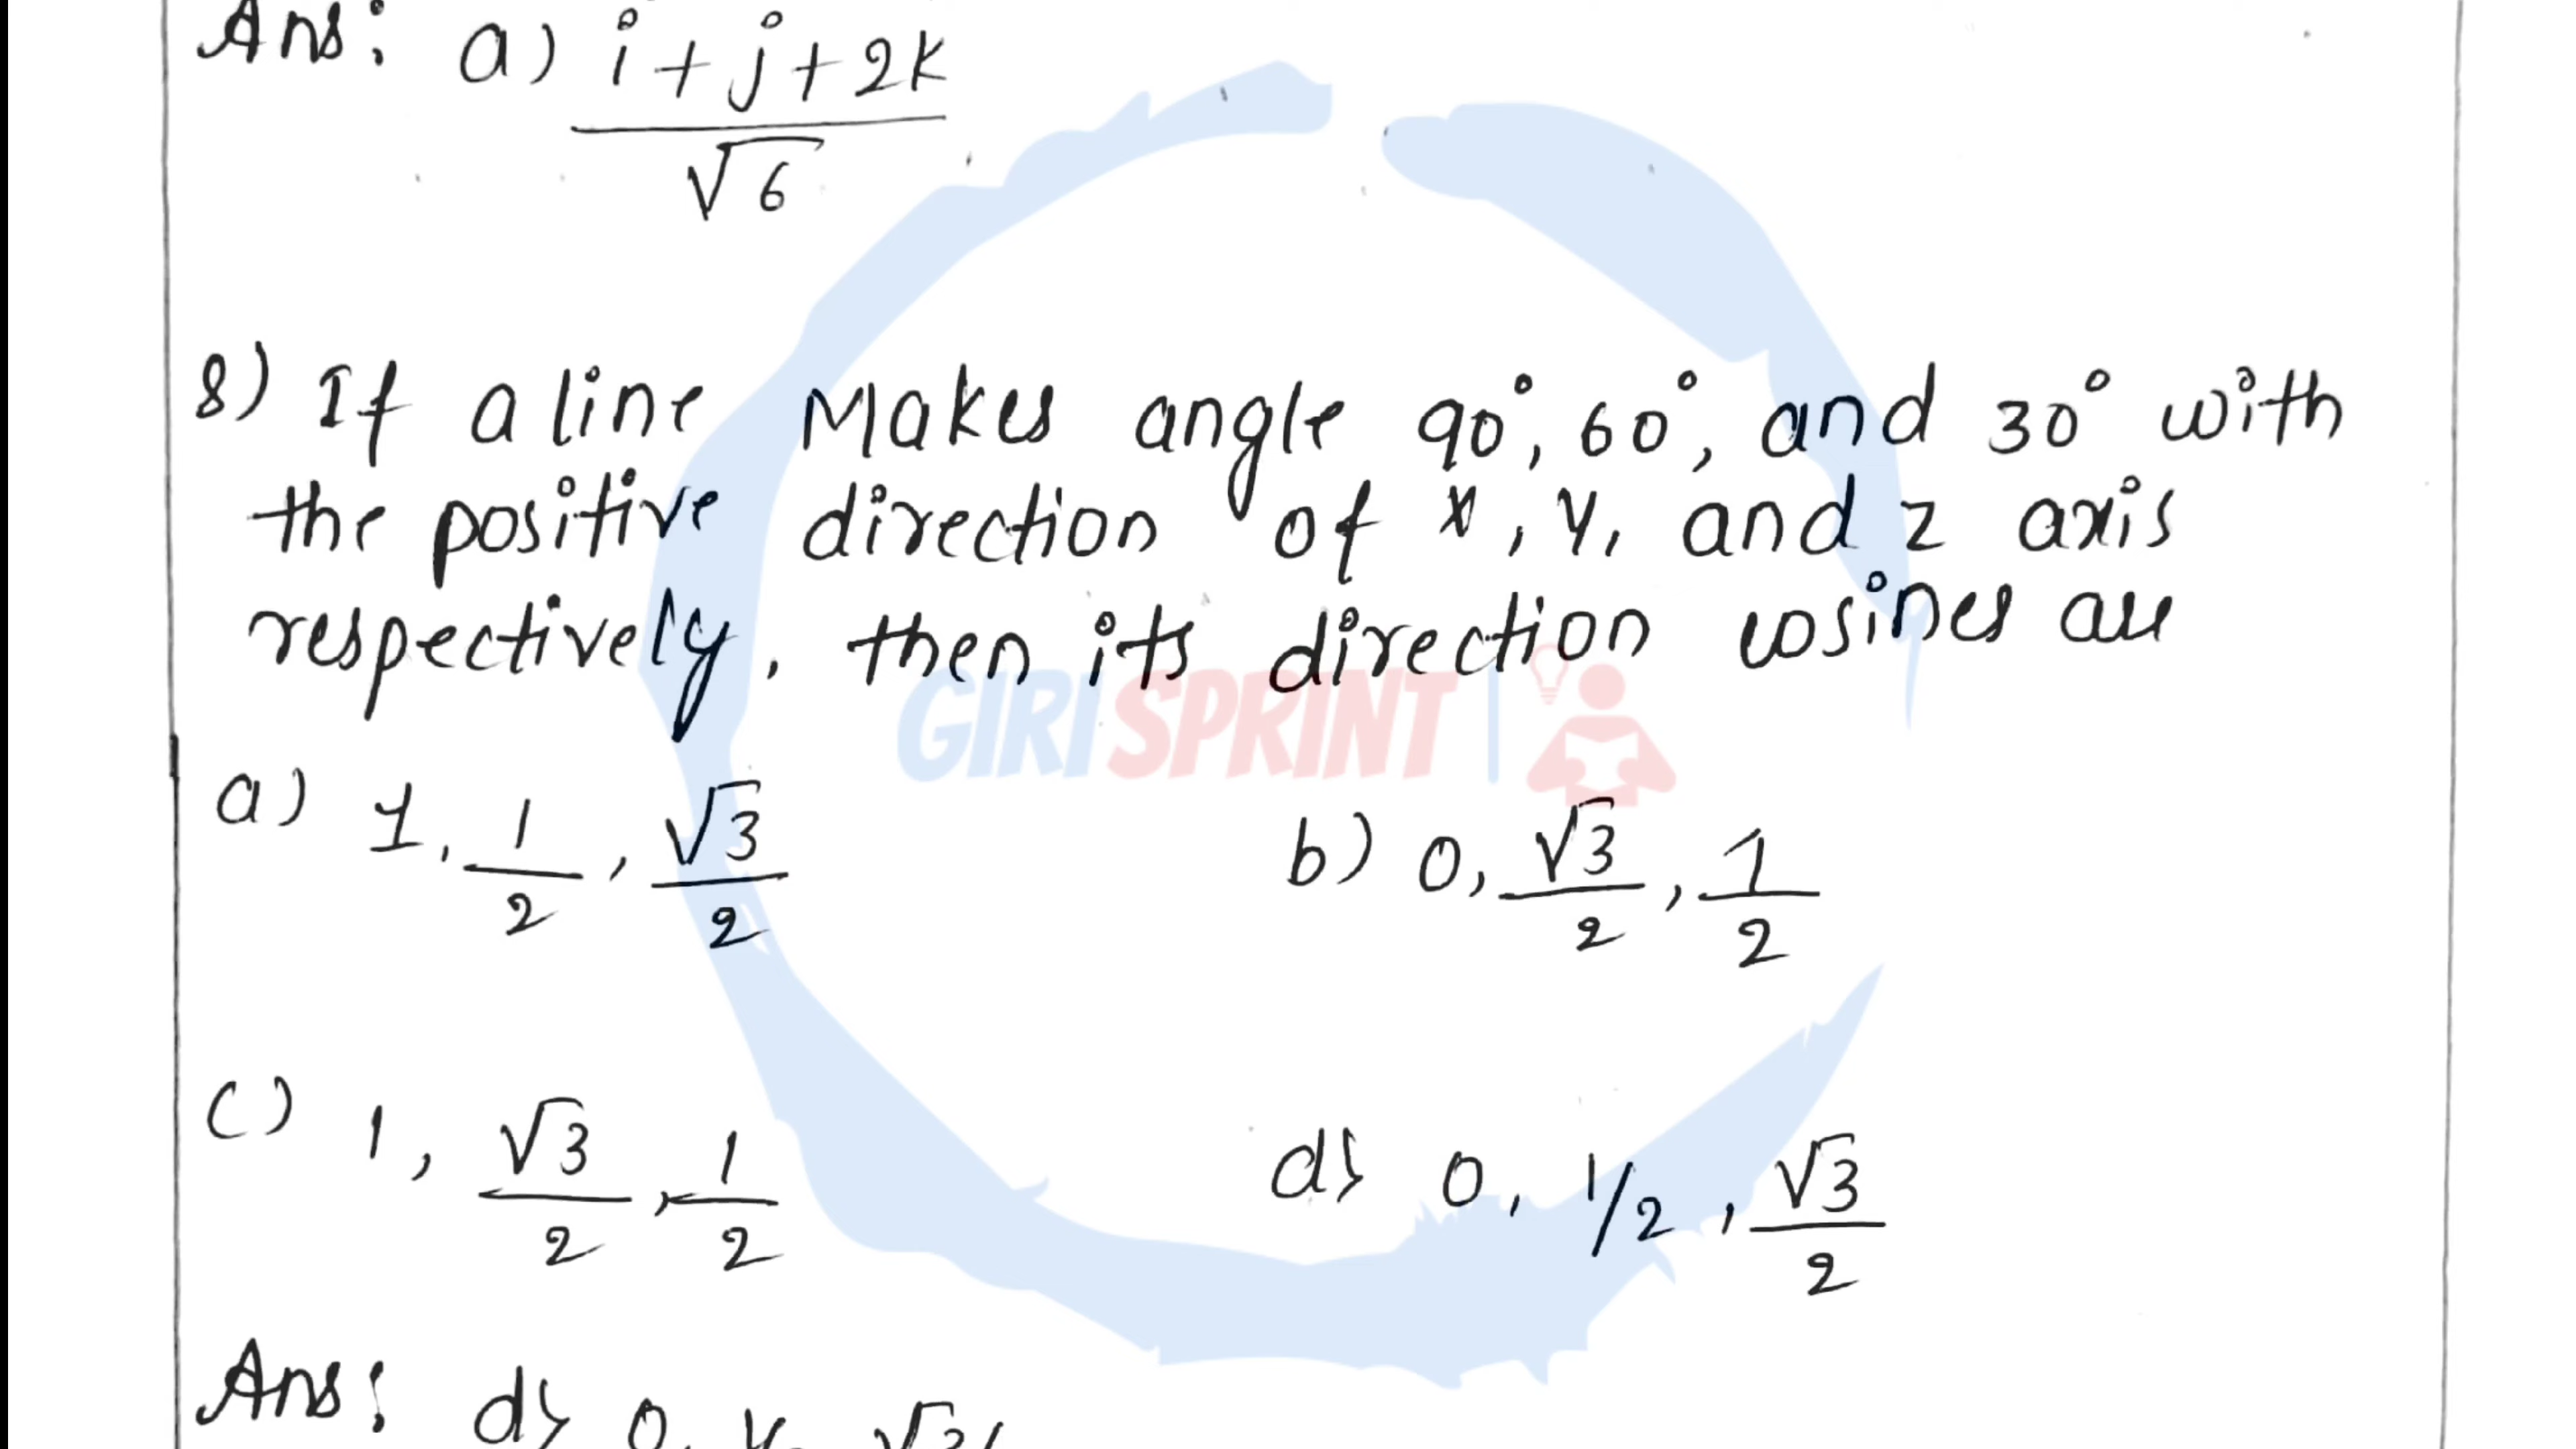 Ans: a) i + j + 2k
√6
8) If a line Makes angle 90°, 60°, and 30° with
the positive direction of x, y, and z axis
respectively, then its direction cosines are
GIRISPRINT
a) 1, 1/2, √3/2
b) 0, √3/2, 1/2
c) 1, √3/2, 1/2
d) 0, 1/2, √3/2
Ans: d) 0,